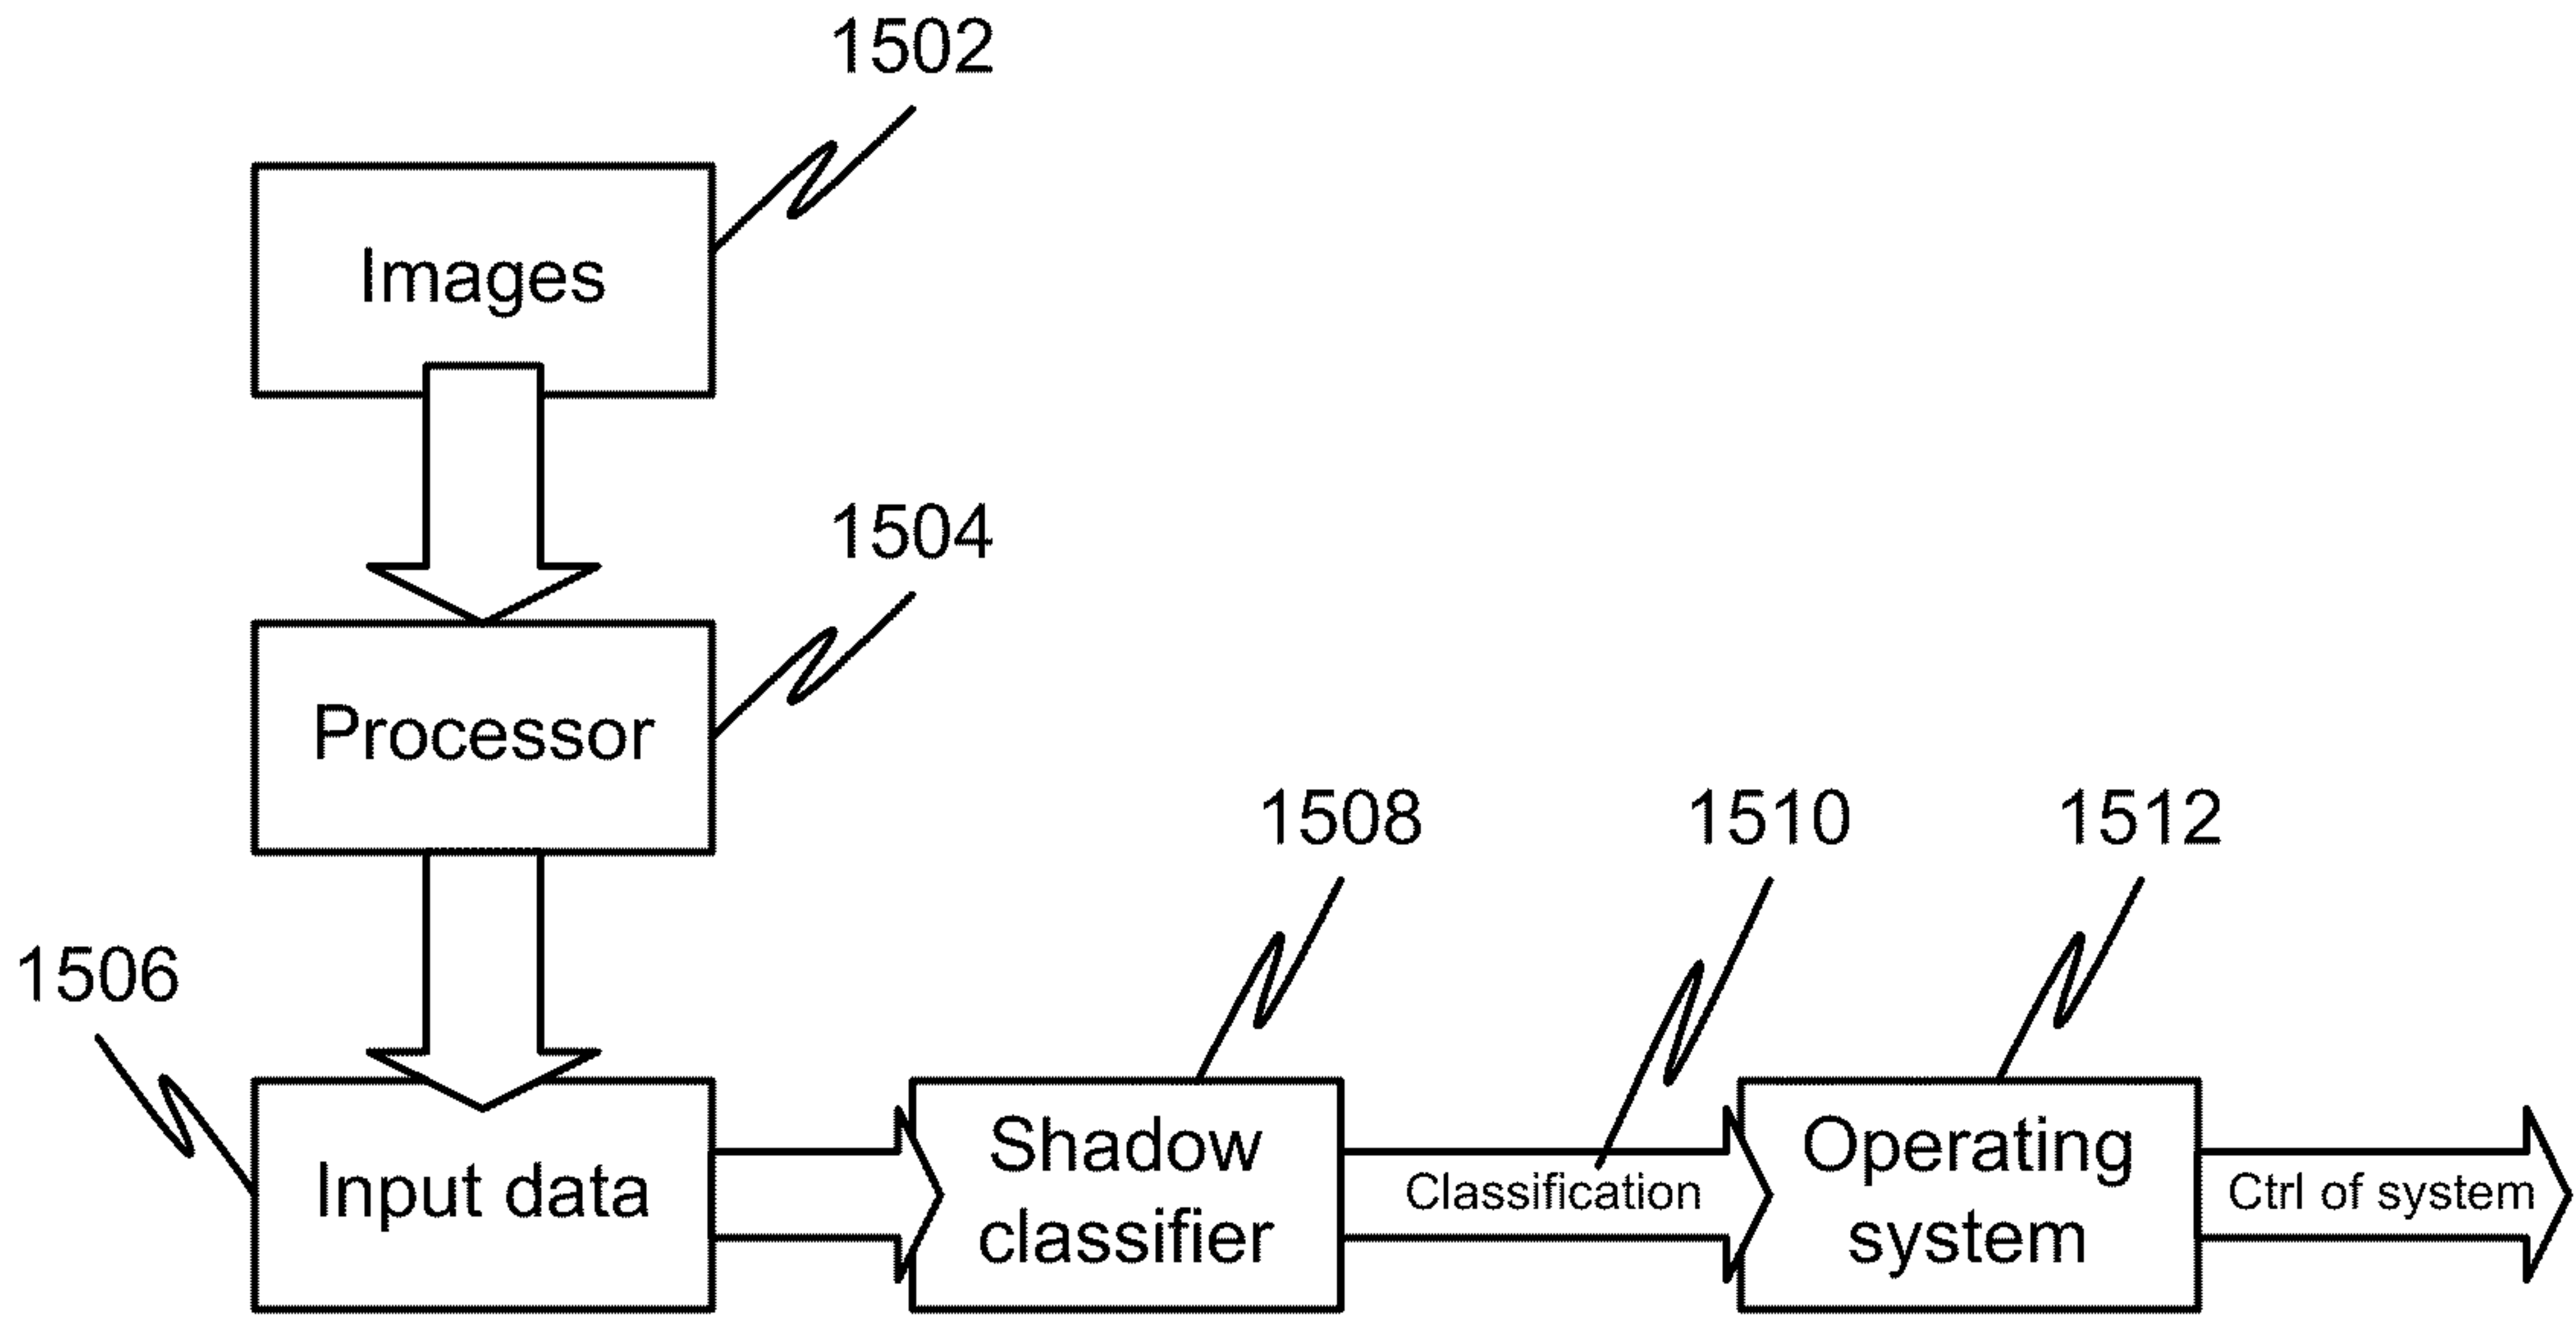 1502
Images
1504
Processor
1506
1508
1510
1512
Input data
Shadow
classifier
Classification
Operating
system
Ctrl of system